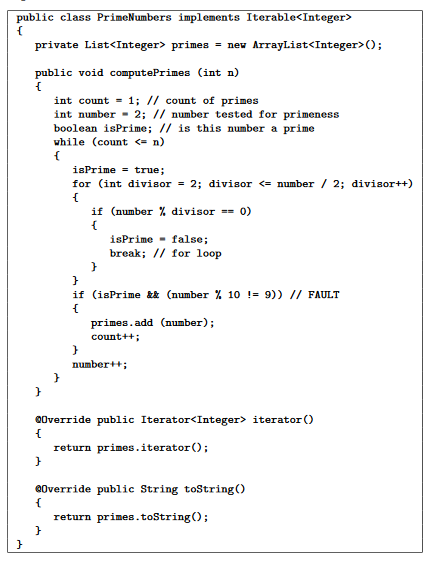 public class PrimeNumbers implements Iterable<Integer>
{
private List<Integer> primes = new ArrayList<Integer>();
public void computePrimes (int n)
{
int count = 1; // count of primes
int number = 2; // number tested for primeness
boolean isPrime; // is this number a prime
while (count <= n)
{
isPrime = true;
for (int divisor = 2; divisor <= number / 2; divisor++)
{
if (number % divisor == 0)
{
isPrime = false;
break; // for loop
}
}
if (isPrime && (number % 10 != 9)) // FAULT
{
primes.add (number);
count++;
}
number++;
}
}
@Override public Iterator<Integer> iterator()
{
return primes.iterator();
}
@Override public String toString()
{
return primes.toString();
}
}